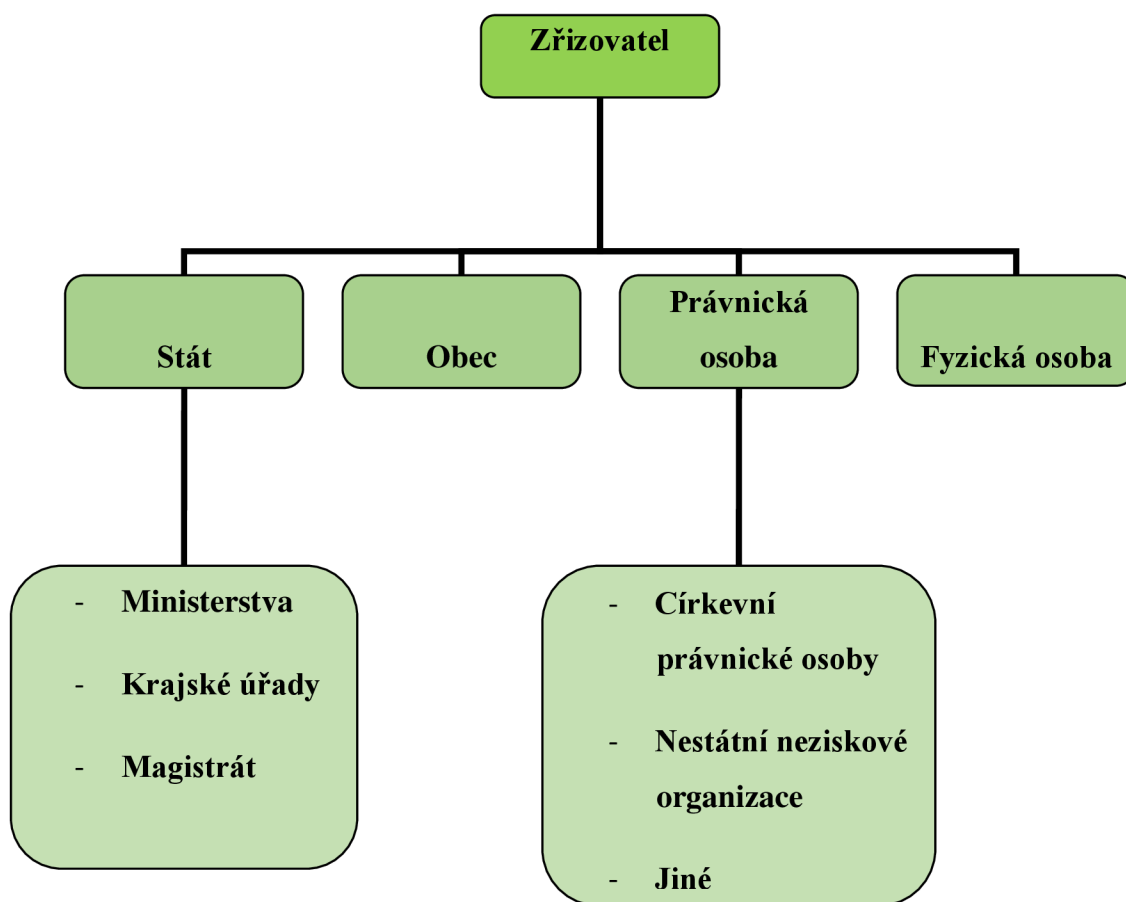 Zřizovatel
Stát
Obec
Právnická
osoba
Fyzická osoba
- Ministerstva
- Krajské úřady
- Magistrát
- Církevní
právnické osoby
- Nestátní neziskové
organizace
- Jiné